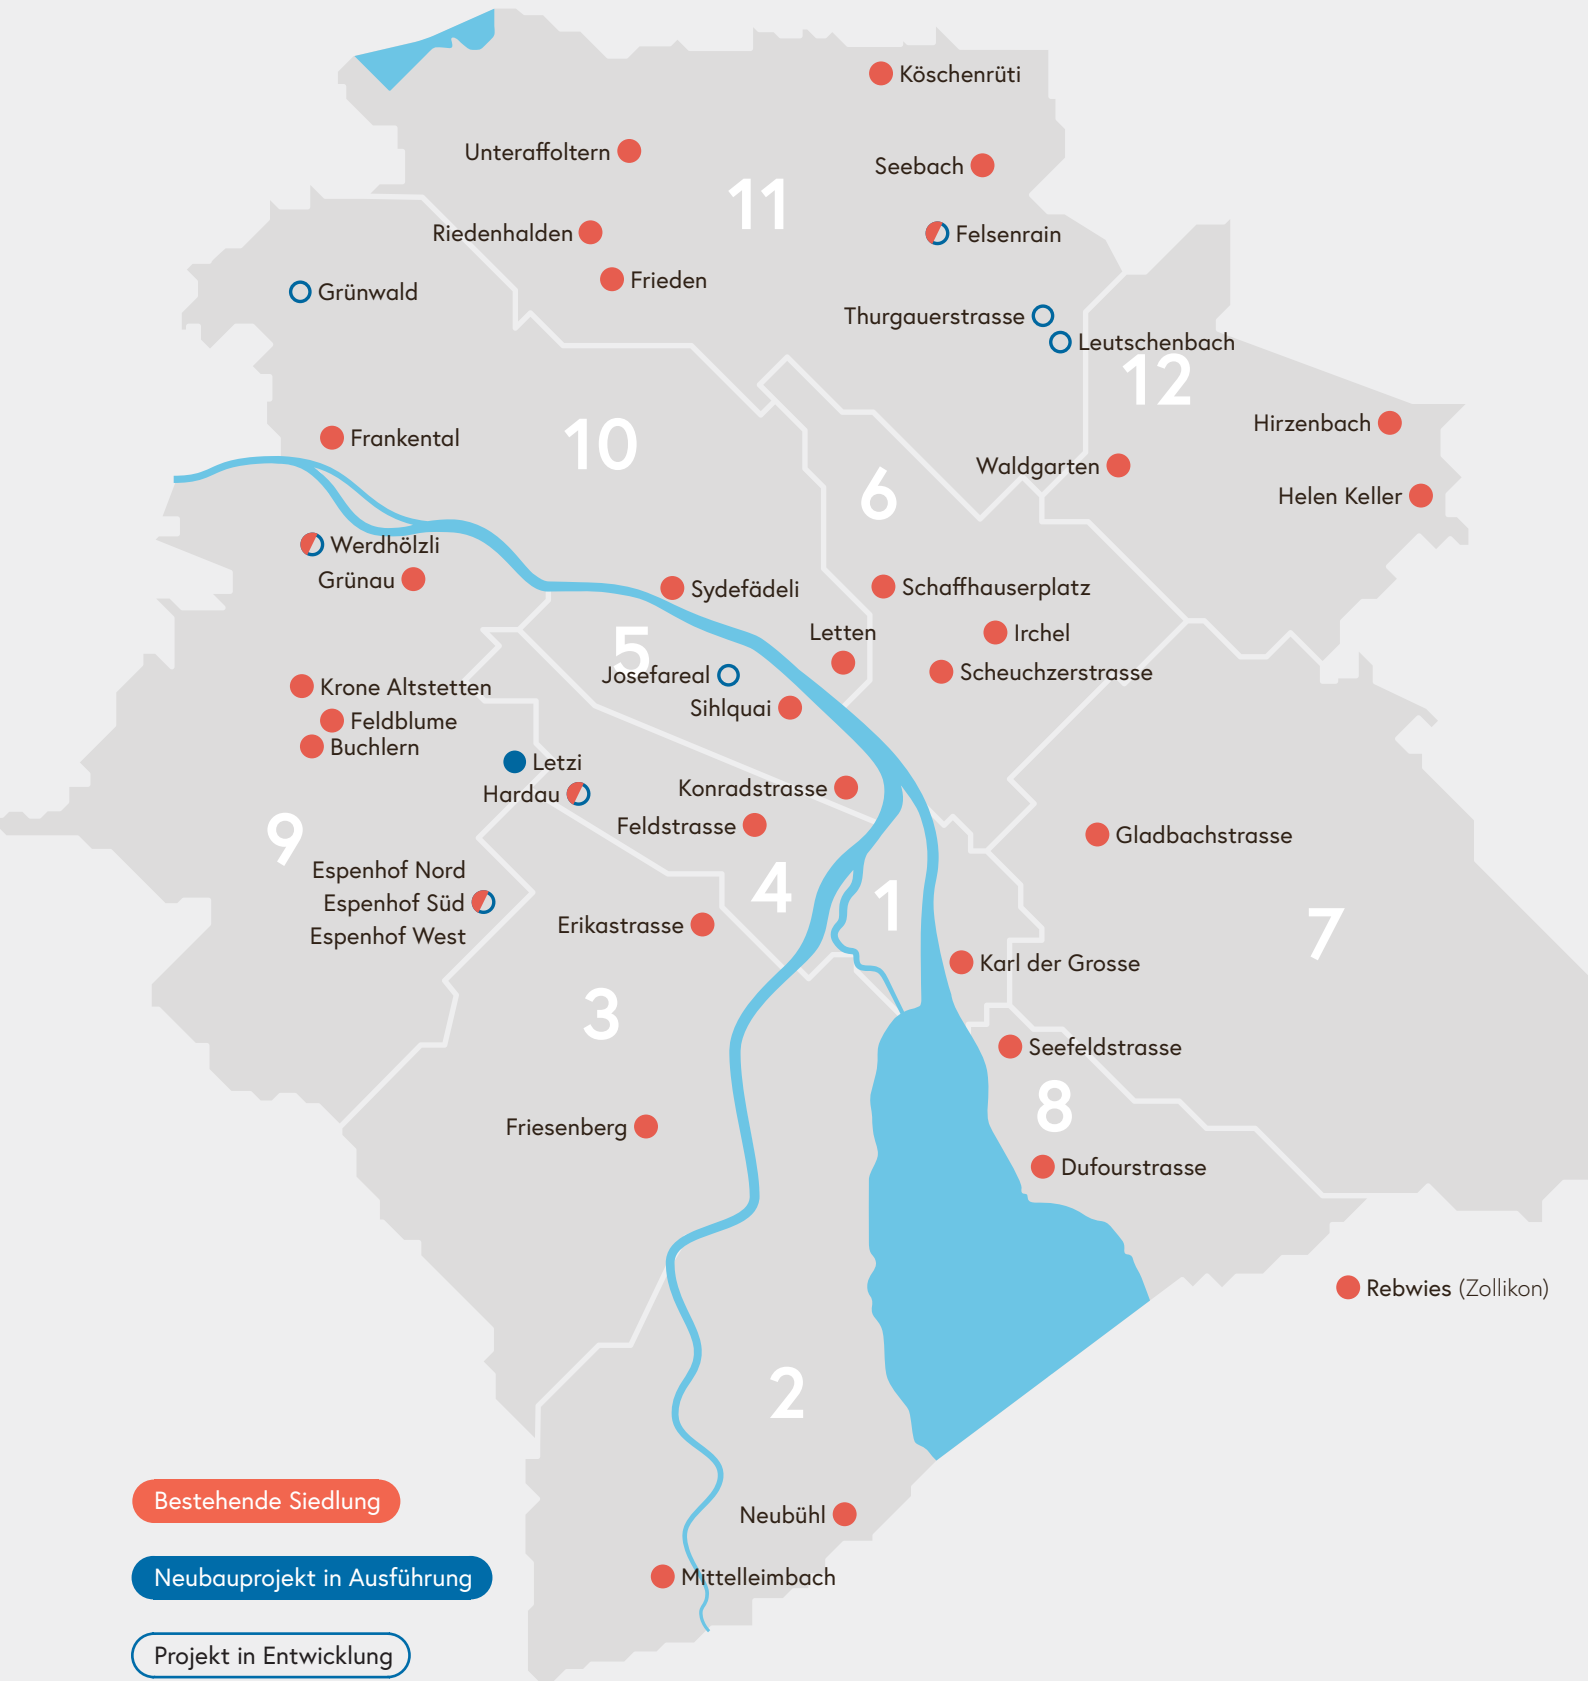 Köschenrüti
Unteraffoltern
Seebach
11
Riedenhalden
Felsenrain
Frieden
Grünwald
Thurgauerstrasse
Leutschenbach
12
Hirzenbach
Frankental
10
Waldgarten
6
Helen Keller
Werdhölzli
Grünau
Sydefädeli
Schaffhauserplatz
Letten
Irchel
5
Josefareal
Scheuchzerstrasse
Krone Altstetten
Sihlquai
Feldblume
Buchlern
Letzi
Hardau
Konradstrasse
Feldstrasse
9
Gladbachstrasse
Espenhof Nord
Espenhof Süd
Espenhof West
4
1
Erikastrasse
7
Karl der Grosse
3
Seefeldstrasse
8
Friesenberg
Dufourstrasse
Rebwies (Zollikon)
2
Bestehende Siedlung
Neubühl
Neubauprojekt in Ausführung
Mittelleimbach
Projekt in Entwicklung